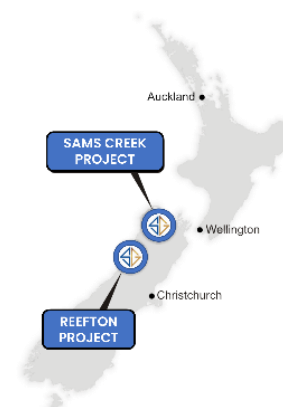 Auckland
SAMS CREEK
PROJECT
Wellington
Christchurch
REEFTON
PROJECT